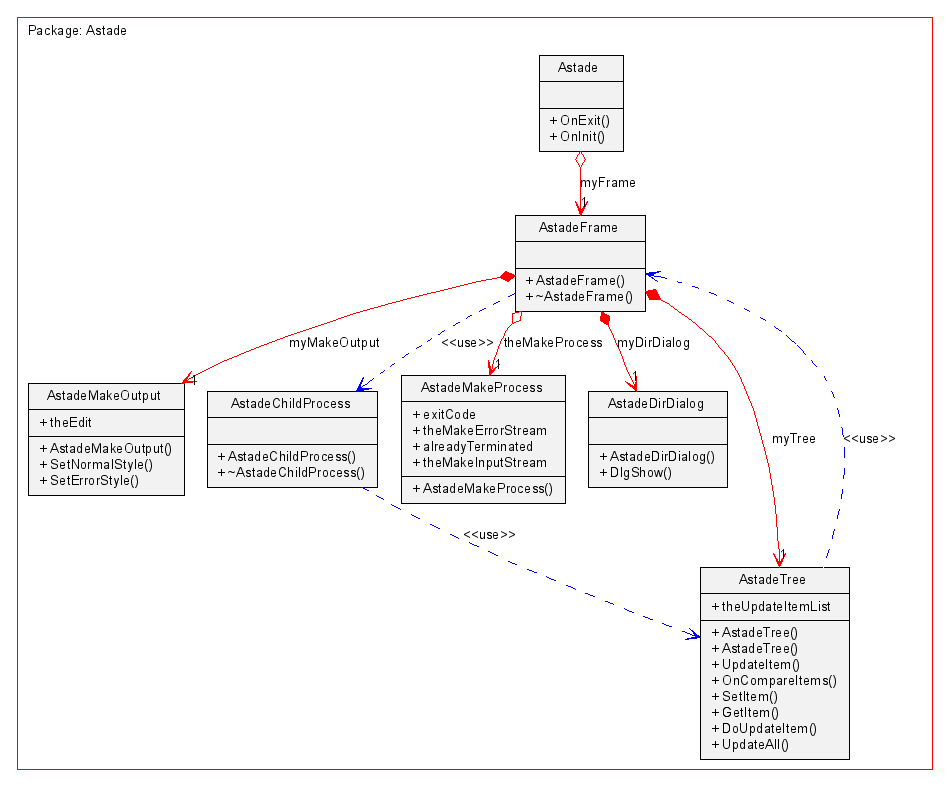 Package: Astade
Astade
+ OnExit()
+ OnInit()
myFrame
1
AstadeFrame
+ AstadeFrame()
+ ~AstadeFrame()
myMakeOutput
<<use>>
theMakeProcess
myDirDialog
1
1
1
AstadeMakeOutput
+ theEdit
+ AstadeMakeOutput()
+ SetNormalStyle()
+ SetErrorStyle()
AstadeChildProcess
+ AstadeChildProcess()
+ ~AstadeChildProcess()
AstadeMakeProcess
+ exitCode
+ theMakeErrorStream
+ alreadyTerminated
+ theMakeInputStream
+ AstadeMakeProcess()
AstadeDirDialog
+ AstadeDirDialog()
+ DlgShow()
myTree
<<use>>
<<use>>
1
AstadeTree
+ theUpdateItemList
+ AstadeTree()
+ AstadeTree()
+ UpdateItem()
+ OnCompareItems()
+ SetItem()
+ GetItem()
+ DoUpdateItem()
+ UpdateAll()